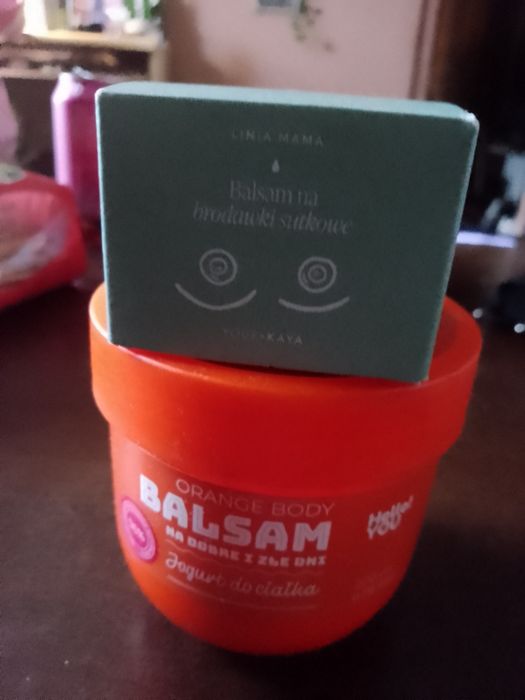 LINIA MAMA
Balsam na
brodawki sutkowe
YOUR KAYA
ORANGE BODY
BALSAM
NA DOBRE I ZŁE DNI
Jogurt do ciałka
Hello!
YOU